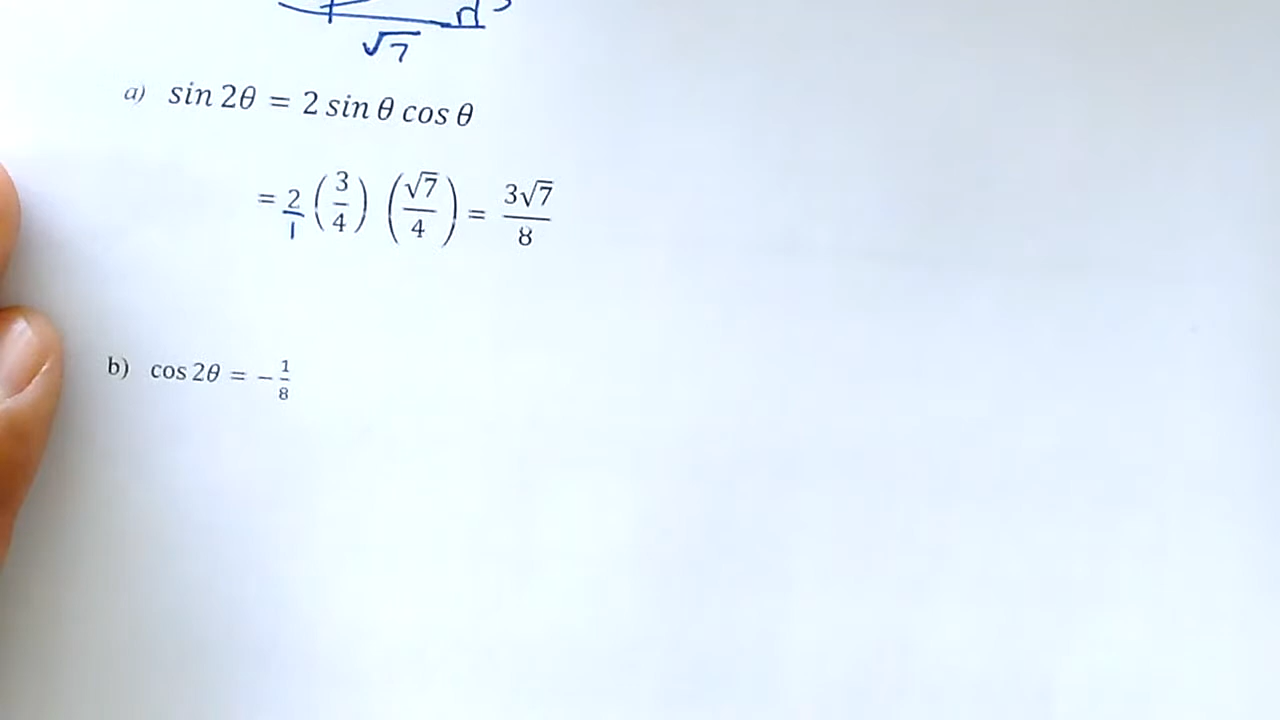 √7
a) sin 2θ = 2 sin θ cos θ
= 2/1 (3/4) (√7/4) = 3√7/8
b) cos 2θ = − 1/8